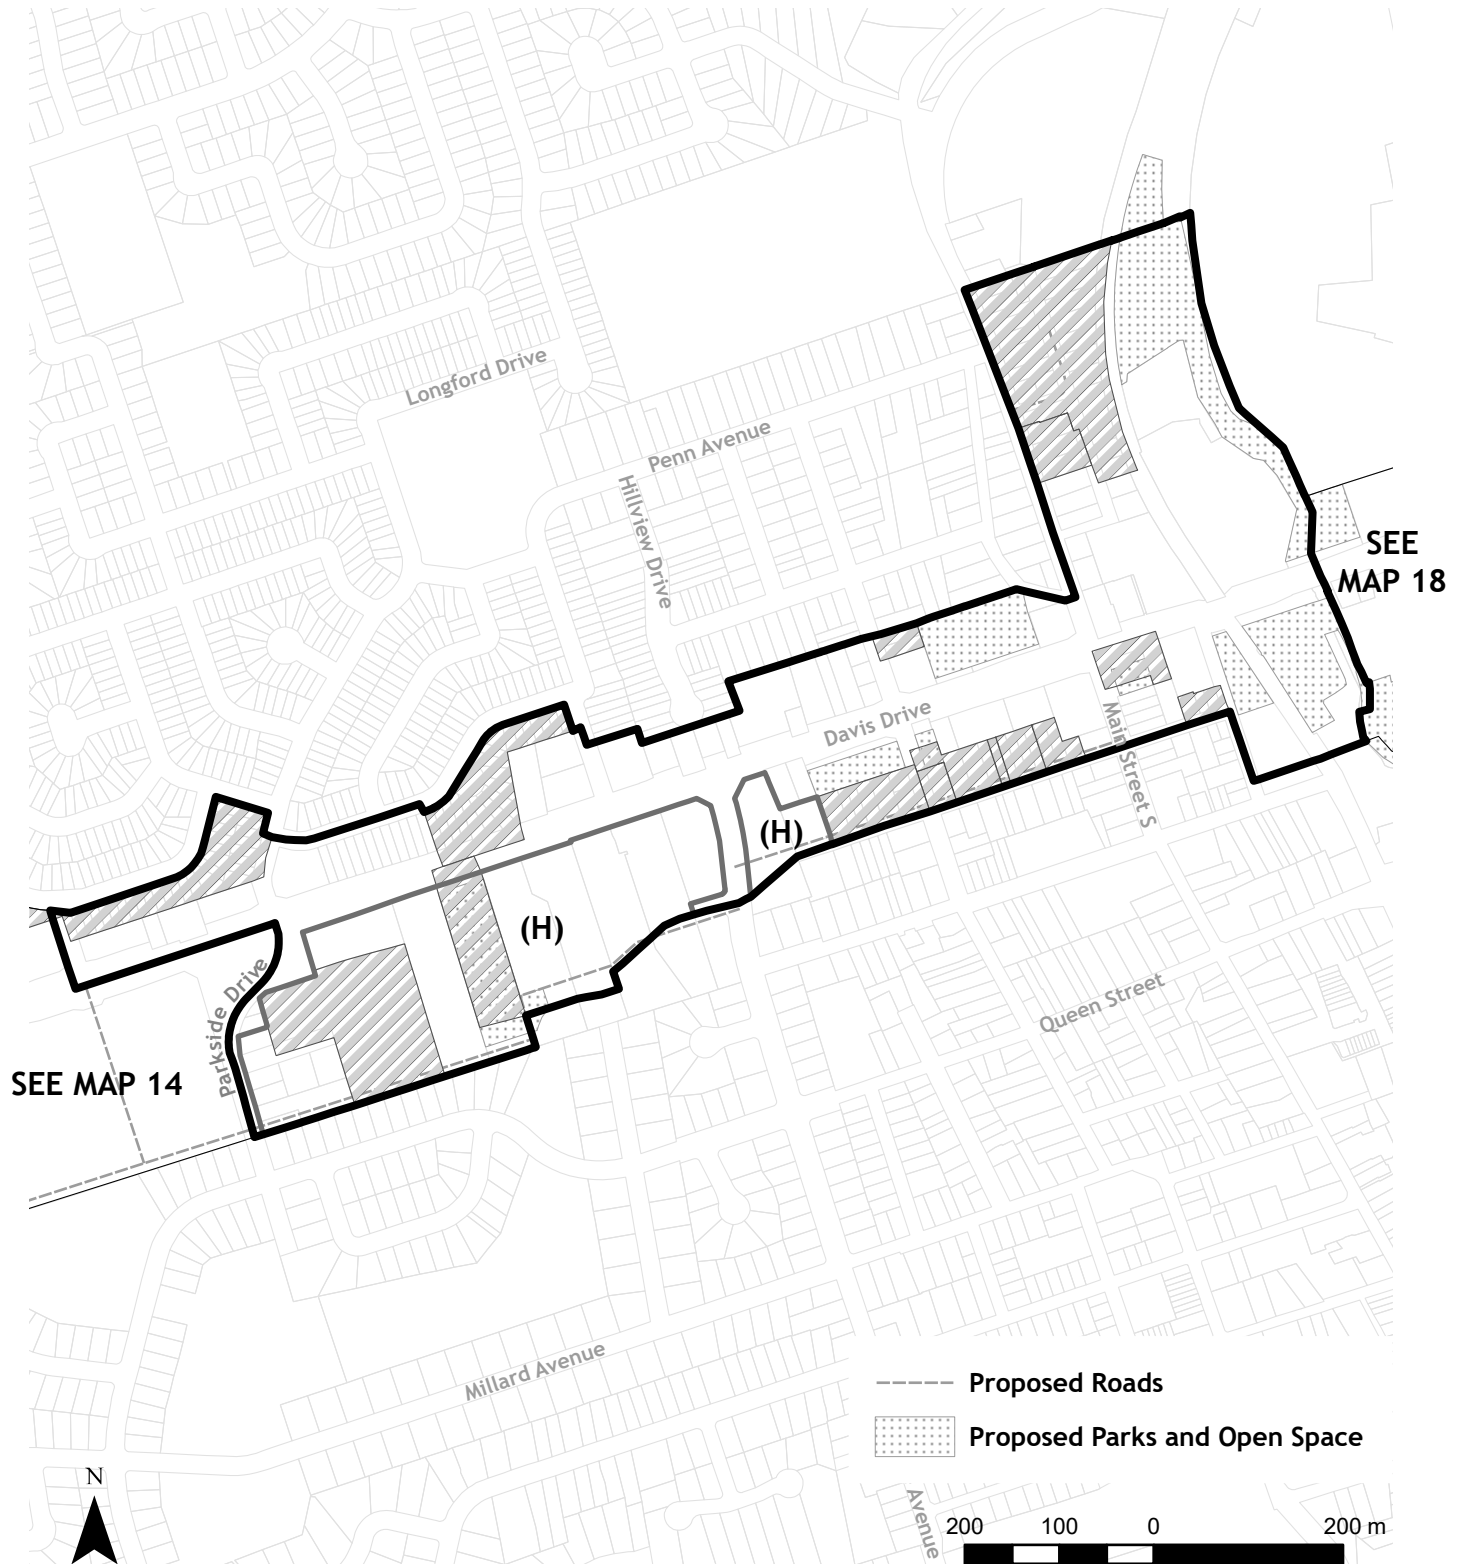 Longford Drive
Penn Avenue
Hillview Drive
SEE
MAP 18
Davis Drive
Main Street S
(H)
(H)
Parkside Drive
Queen Street
SEE MAP 14
Millard Avenue
Proposed Roads
Proposed Parks and Open Space
N
Avenue
200 100 0 200 m